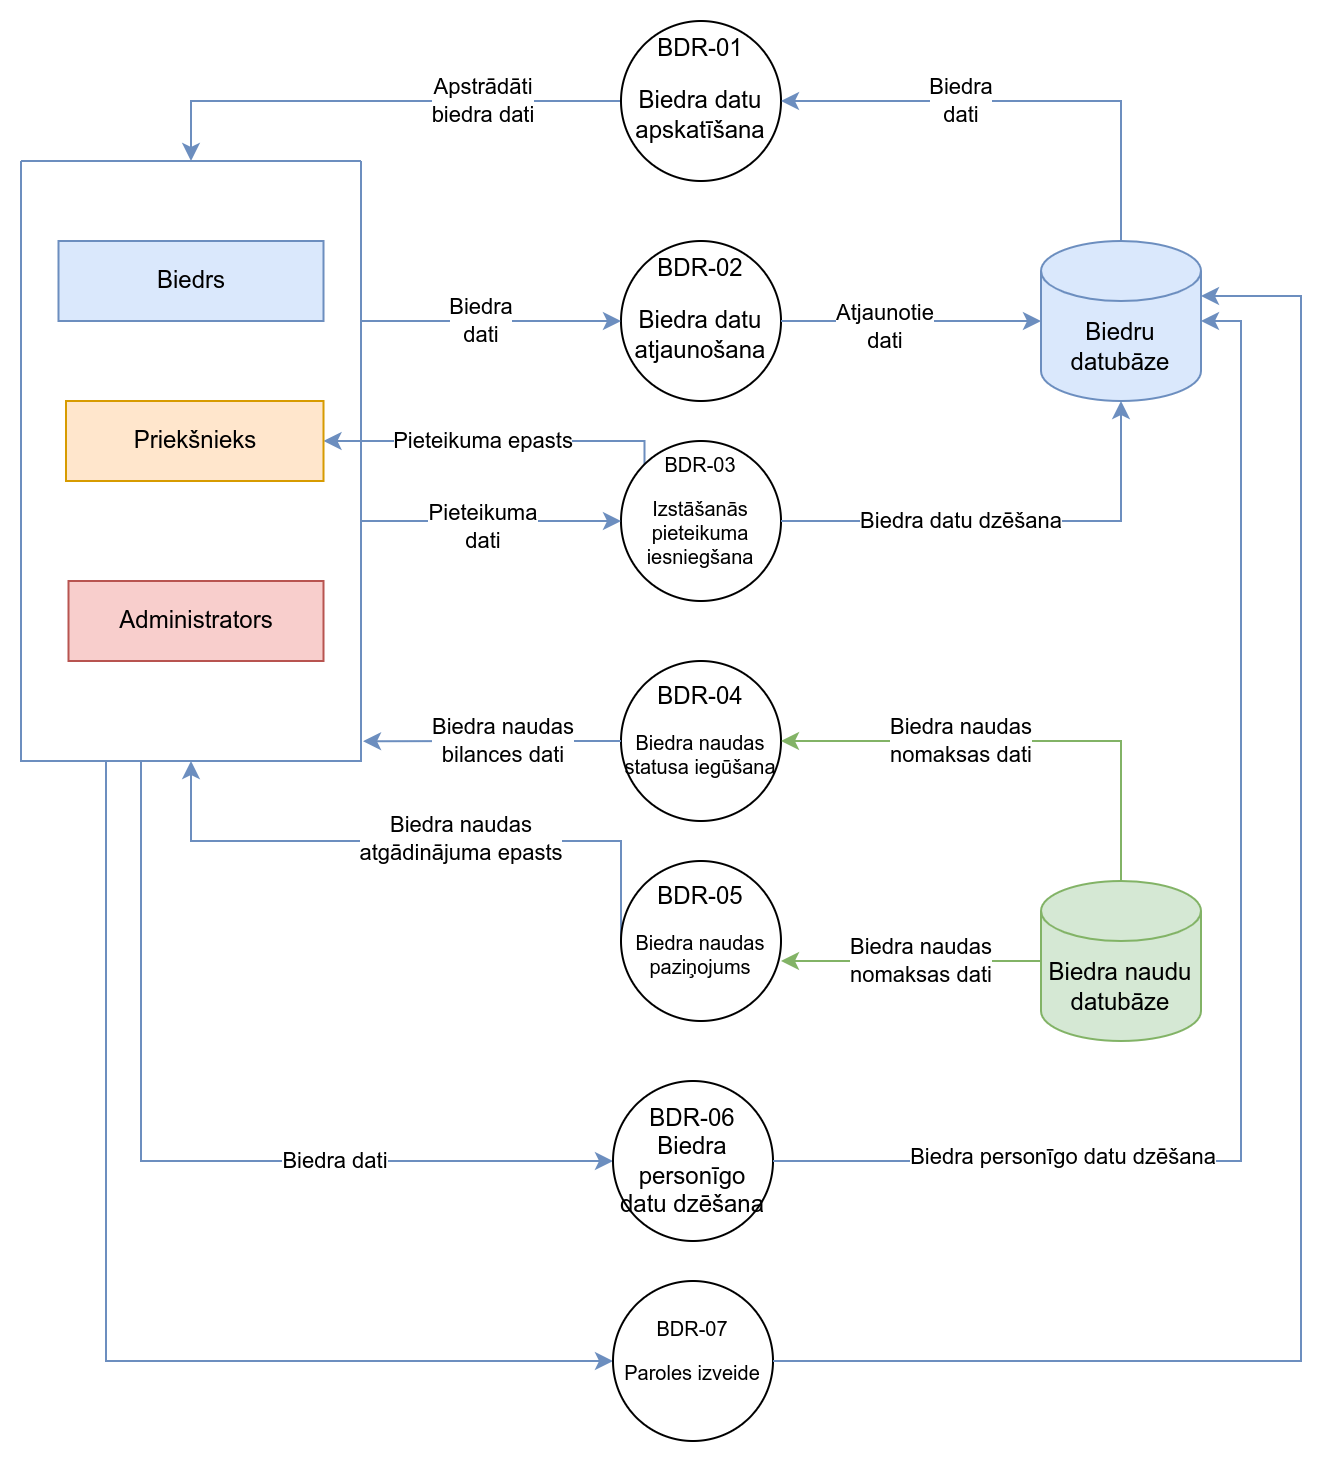 BDR-01
Biedra datu
apskatīšana
Apstrādāti
biedra dati
Biedra
dati
Biedrs
BDR-02
Biedra datu
atjaunošana
Biedra
dati
Atjaunotie
dati
Biedru
datubāze
Priekšnieks
Pieteikuma epasts
BDR-03
Izstāšanās
pieteikuma
iesniegšana
Pieteikuma
dati
Biedra datu dzēšana
Administrators
BDR-04
Biedra naudas
statusa iegūšana
Biedra naudas
bilances dati
Biedra naudas
nomaksas dati
Biedra naudas
atgādinājuma epasts
BDR-05
Biedra naudas
paziņojums
Biedra naudas
nomaksas dati
Biedra naudu
datubāze
BDR-06
Biedra
personīgo
datu dzēšana
Biedra dati
Biedra personīgo datu dzēšana
BDR-07
Paroles izveide